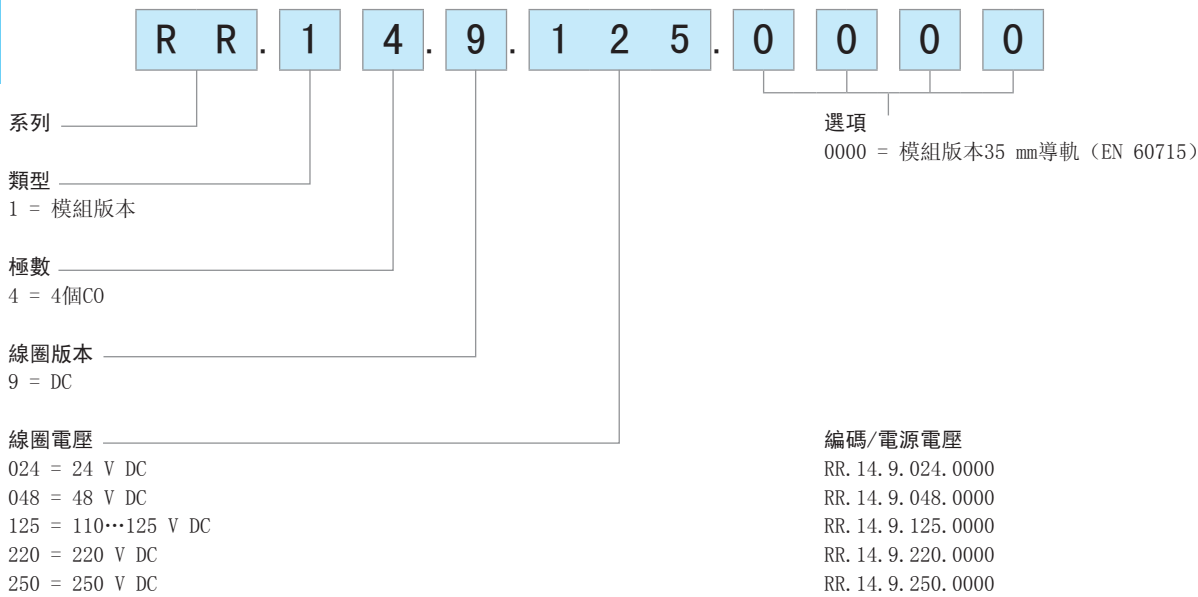 R R . 1 4 . 9 . 1 2 5 . 0 0 0 0
系列
類型
1 = 模組版本
極數
4 = 4個CO
線圈版本
9 = DC
線圈電壓
024 = 24 V DC
048 = 48 V DC
125 = 110⋯125 V DC
220 = 220 V DC
250 = 250 V DC
選項
0000 = 模組版本35 mm導軌（EN 60715）
編碼/電源電壓
RR.14.9.024.0000
RR.14.9.048.0000
RR.14.9.125.0000
RR.14.9.220.0000
RR.14.9.250.0000